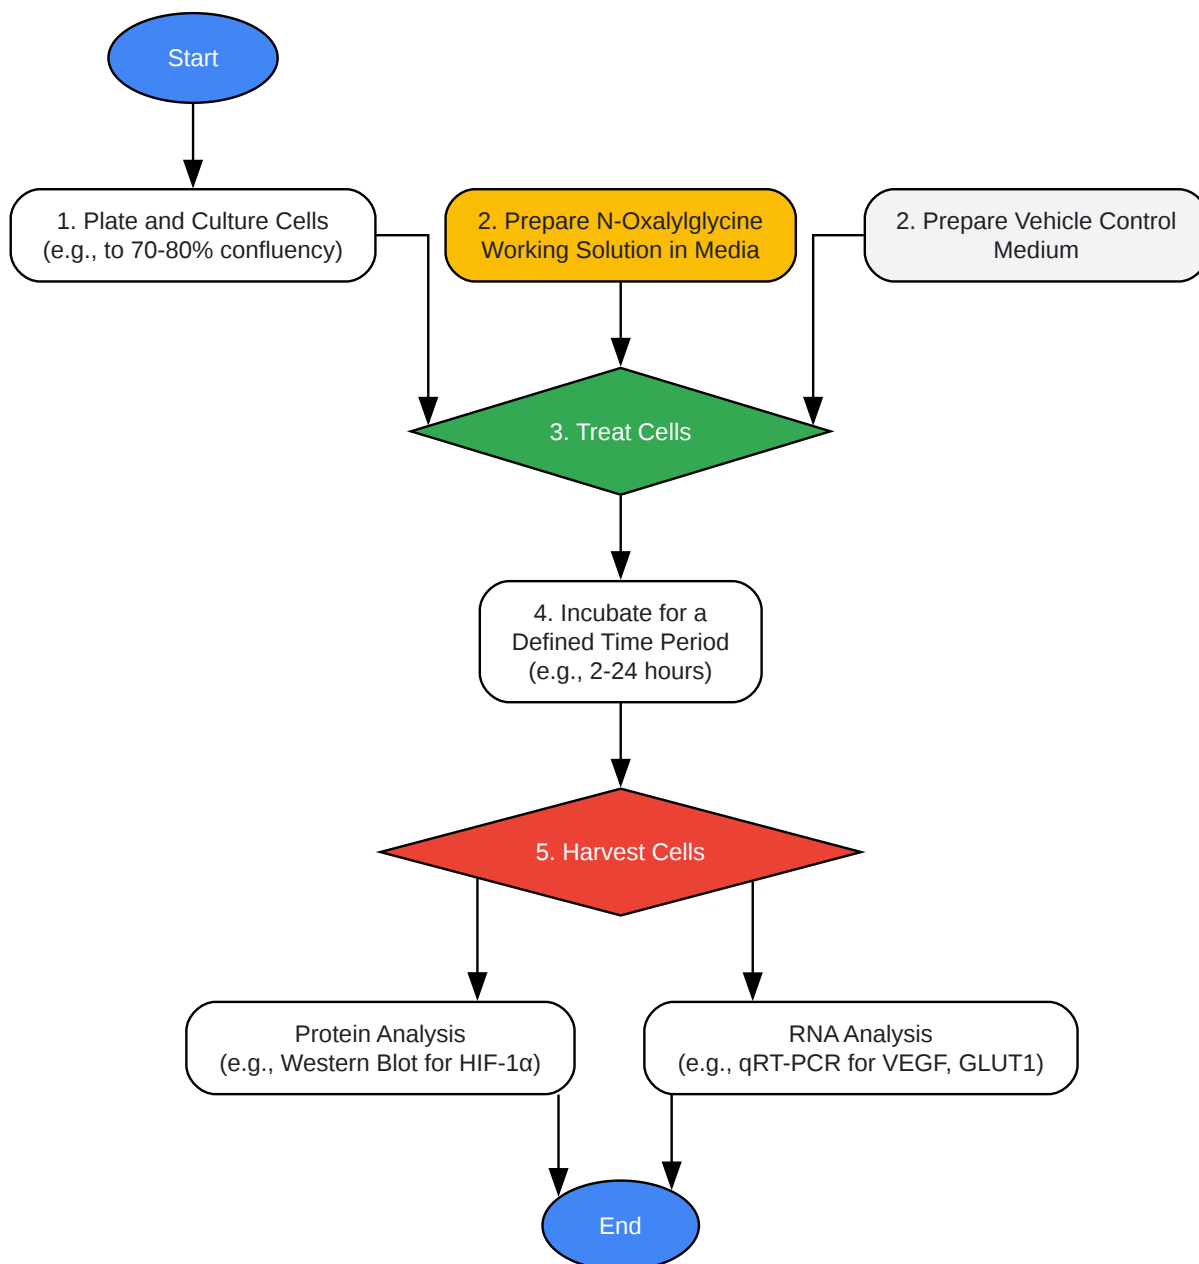 Start
1. Plate and Culture Cells
(e.g., to 70-80% confluency)
2. Prepare N-Oxalylglycine
Working Solution in Media
2. Prepare Vehicle Control
Medium
3. Treat Cells
4. Incubate for a
Defined Time Period
(e.g., 2-24 hours)
5. Harvest Cells
Protein Analysis
(e.g., Western Blot for HIF-1α)
RNA Analysis
(e.g., qRT-PCR for VEGF, GLUT1)
End